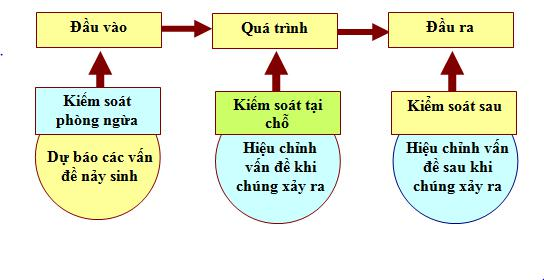 Đầu vào
Quá trình
Đầu ra
Kiếm soát
phòng ngừa
Dự báo các vấn
đề nảy sinh
Kiếm soát tại
chỗ
Hiệu chỉnh
vấn đề khi
chúng xảy ra
Kiểm soát sau
Hiệu chỉnh vấn
đề sau khi
chúng xảy ra